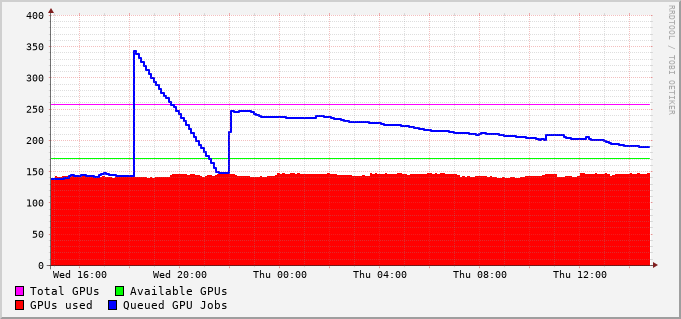 400
350
300
250
200
150
100
50
0
Wed 16:00 Wed 20:00 Thu 00:00 Thu 04:00 Thu 08:00 Thu 12:00
Total GPUs Available GPUs
GPUs used Queued GPU Jobs
RRDTOOL / TOBI OETIKER